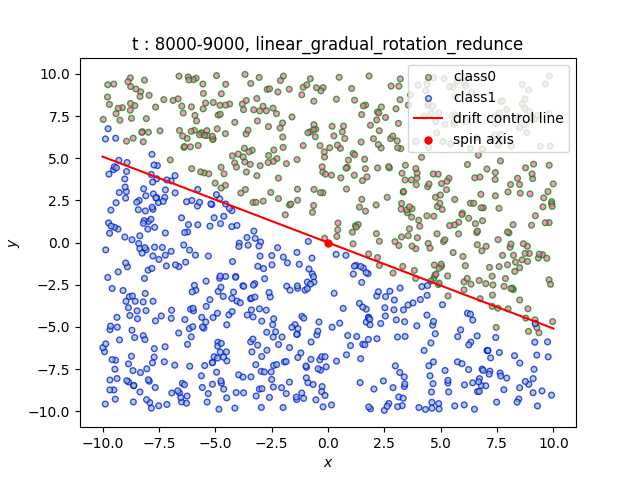 t : 8000-9000, linear_gradual_rotation_redunce
class0
class1
drift control line
spin axis
10.0
7.5
5.0
2.5
0.0
−2.5
−5.0
−7.5
−10.0
y
−10.0 −7.5 −5.0 −2.5 0.0 2.5 5.0 7.5 10.0
x